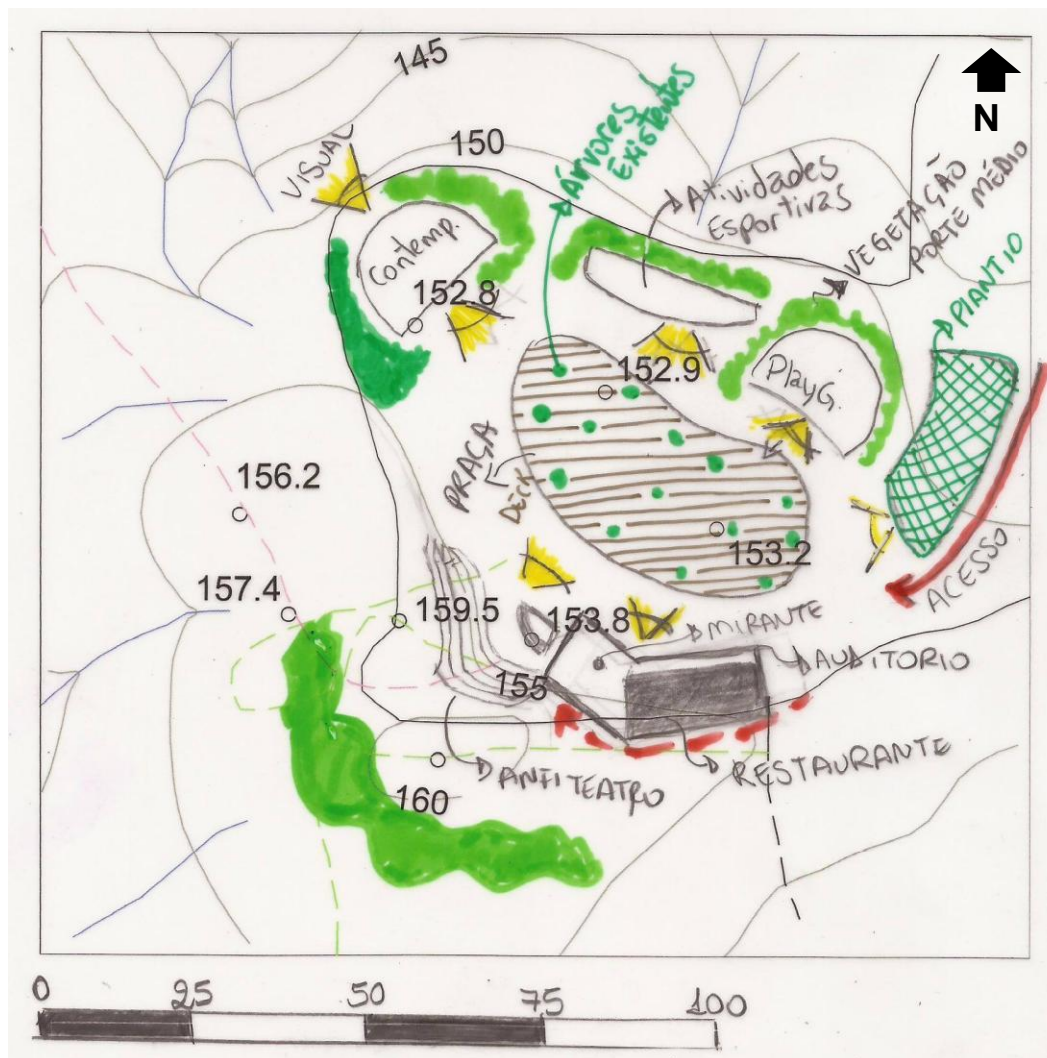 145
N
150
VISUAL
ÁRVORES
EXISTENTES
Atividades
Esportivas
VEGETAÇÃO
PORTE MÉDIO
PLANTIO
Contemp.
152.8
152.9
PlayG.
PRAÇA
DECK
156.2
153.2
157.4
159.5
153.8
ACESSO
MIRANTE
AUDITORIO
155
RESTAURANTE
ANFITEATRO
160
0 25 50 75 100